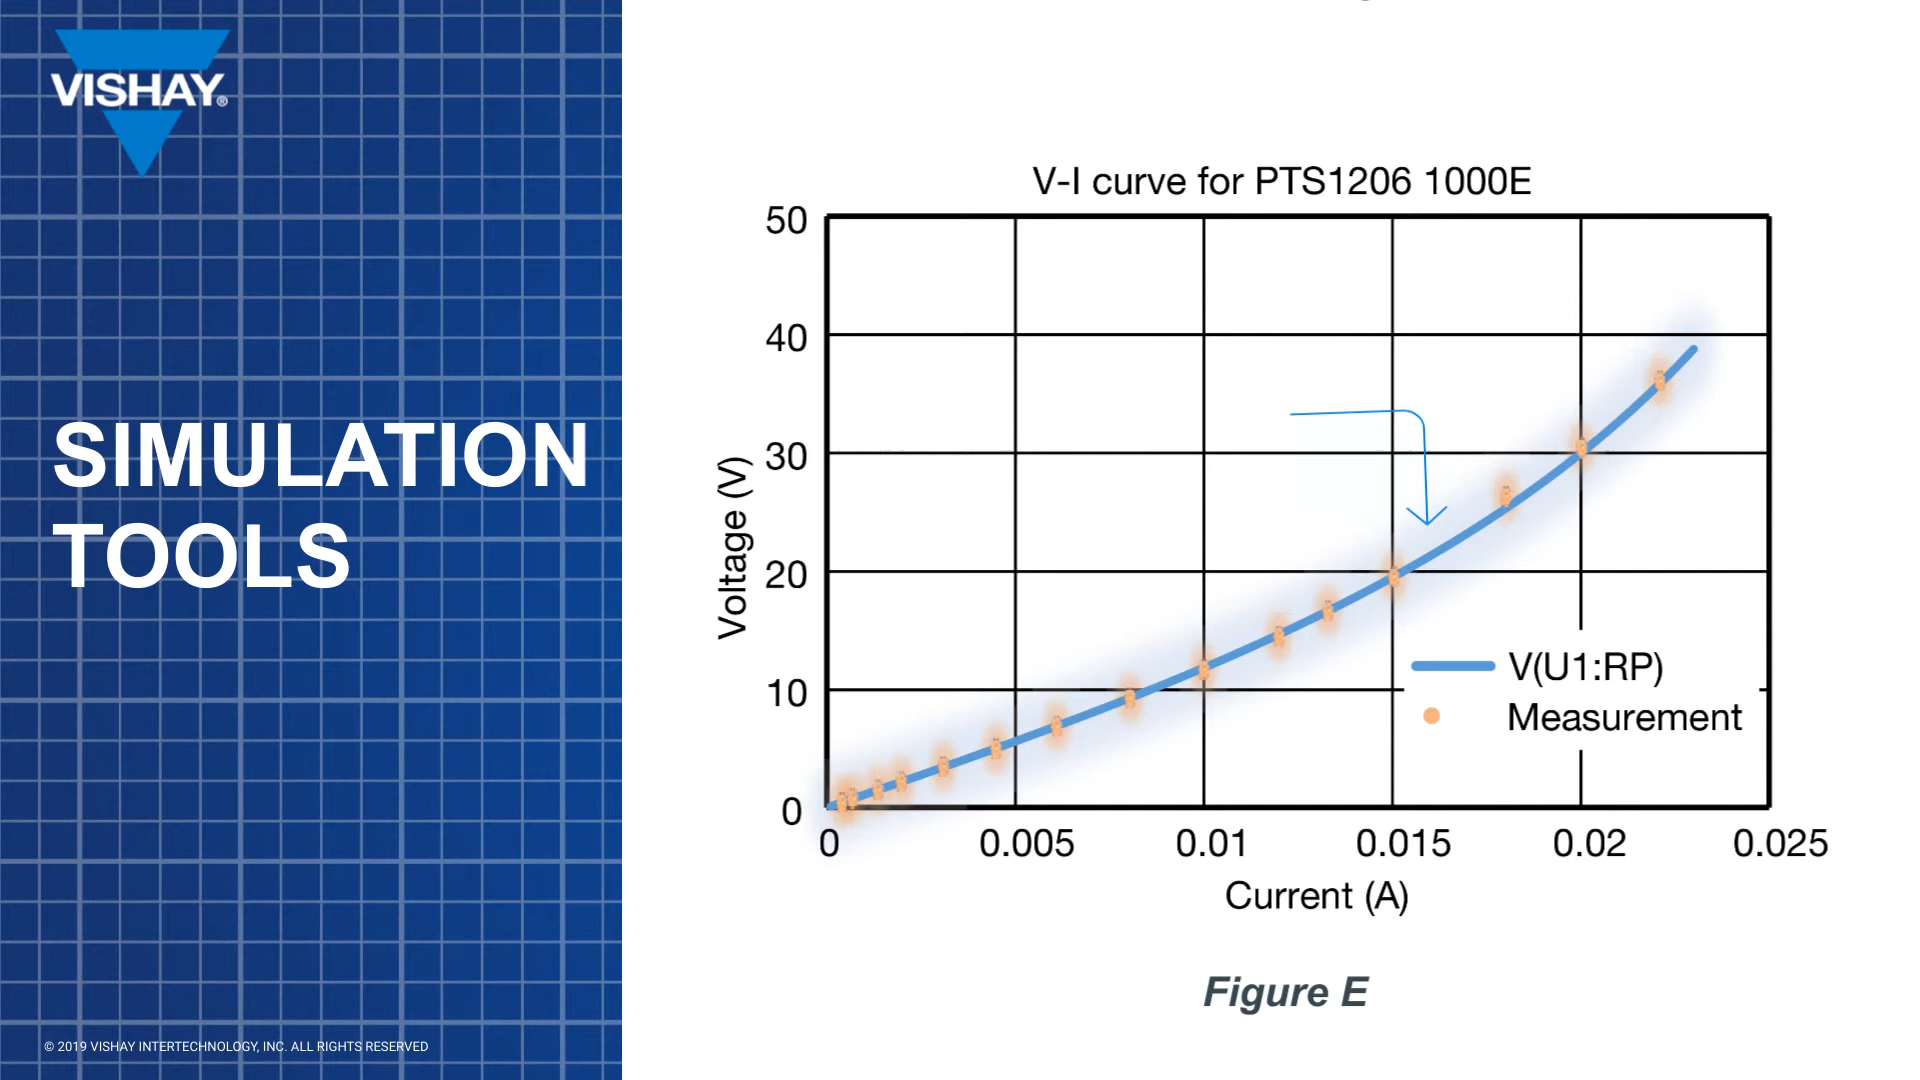 VISHAY®
SIMULATION
TOOLS
© 2019 VISHAY INTERTECHNOLOGY, INC. ALL RIGHTS RESERVED
V-I curve for PTS1206 1000E
50
40
30
20
10
0
Voltage (V)
V(U1:RP)
Measurement
0 0.005 0.01 0.015 0.02 0.025
Current (A)
Figure E